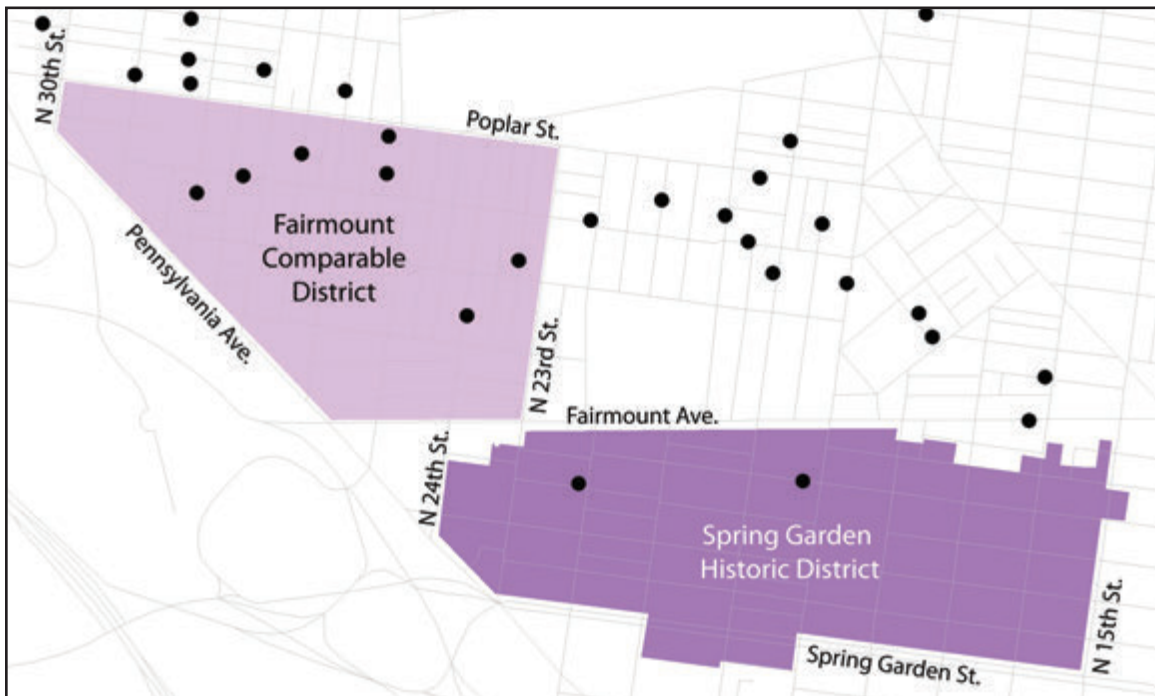 N 30th St.
Poplar St.
Fairmount
Comparable
District
Pennsylvania Ave.
N 23rd St.
Fairmount Ave.
N 24th St.
Spring Garden
Historic District
N 15th St.
Spring Garden St.